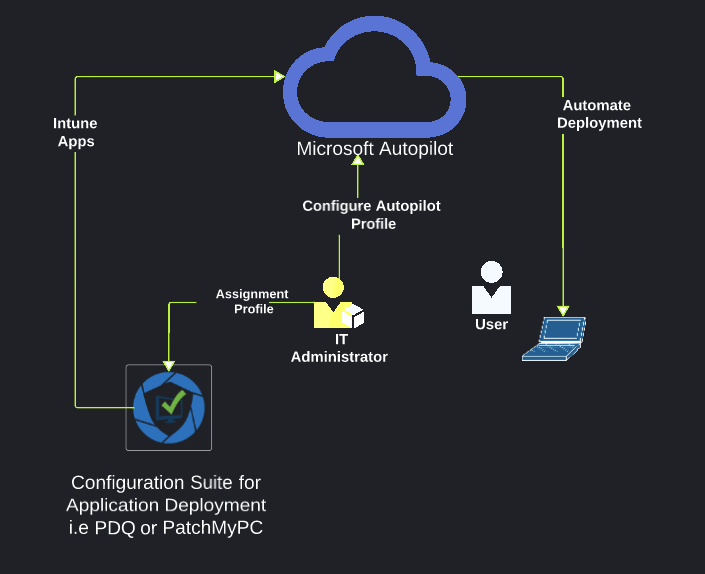 Microsoft Autopilot
Intune
Apps
Automate
Deployment
Configure Autopilot
Profile
Assignment
Profile
IT
Administrator
User
Configuration Suite for
Application Deployment
i.e PDQ or PatchMyPC